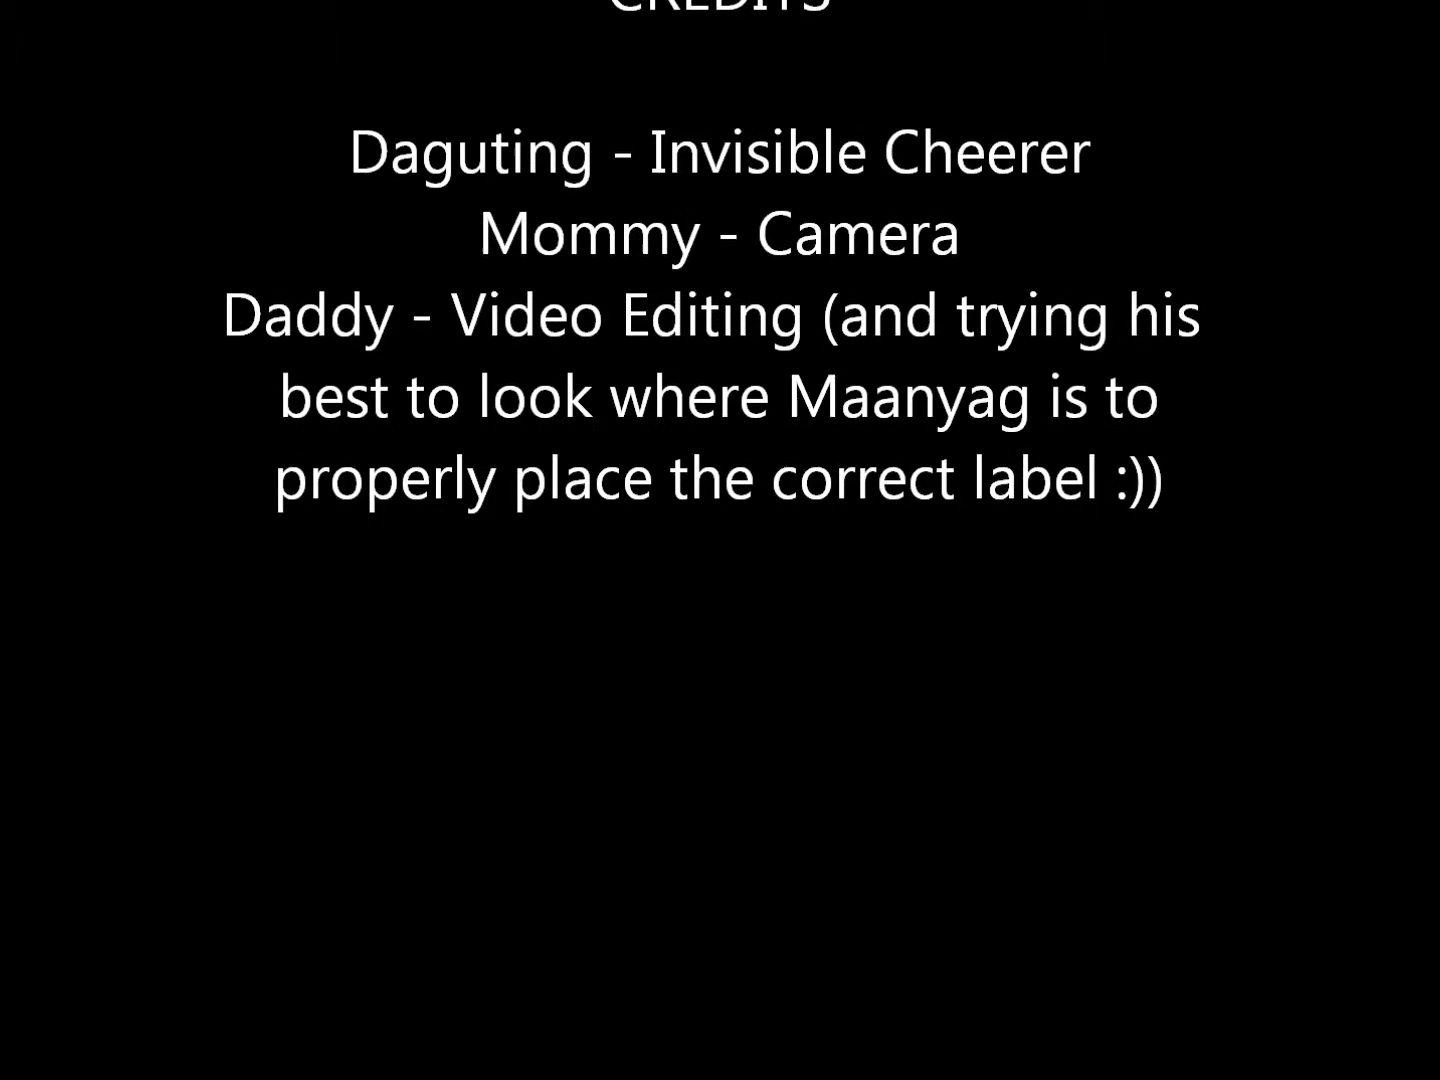 CREDITS
Daguting - Invisible Cheerer
Mommy - Camera
Daddy - Video Editing (and trying his
best to look where Maanyag is to
properly place the correct label :))